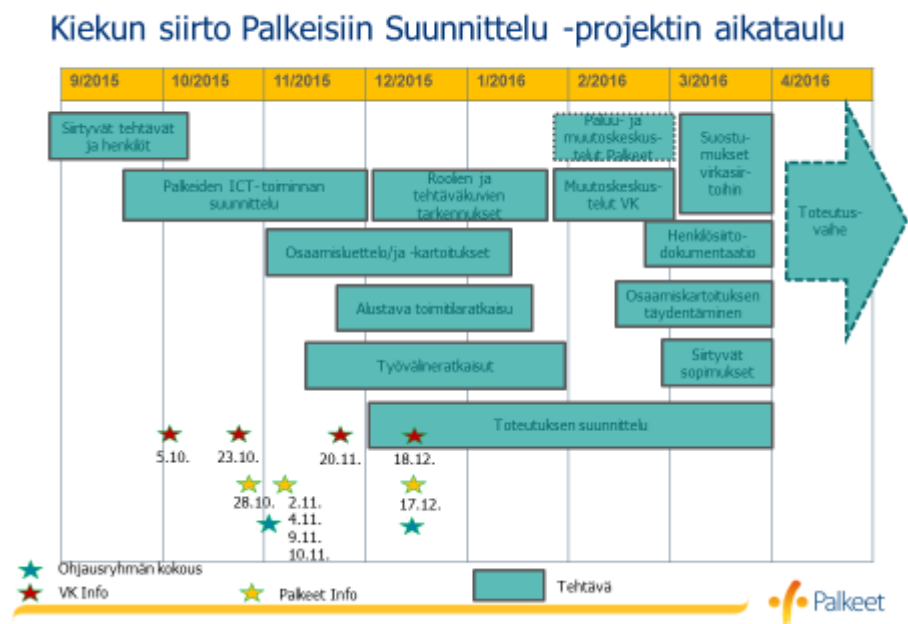 Kiekun siirto Palkeisiin Suunnittelu -projektin aikataulu
9/2015
10/2015
11/2015
12/2015
1/2016
2/2016
3/2016
4/2016
Siirtyvät tehtävät
ja henkilöt
Paluu- ja
muutoskeskus-
telut Palkeet
Suostu-
mukset
virkasiir-
toihin
Palkeiden ICT-toiminnan
suunnittelu
Roolien ja
tehtäväkuvien
tarkennukset
Muutoskeskus-
telut VK
Toteutus-
vaihe
Osaamisluettelo/ja -kartoitukset
Henkilösiirto-
dokumentaatio
Alustava toimitilaratkaisu
Osaamiskartoituksen
täydentäminen
Työvälineratkaisut
Siirtyvät
sopimukset
Toteutuksen suunnittelu
5.10.
23.10.
20.11.
18.12.
28.10.
2.11.
17.12.
4.11.
9.11.
10.11.
Ohjausryhmän kokous
VK Info
Palkeet Info
Tehtävä
Palkeet